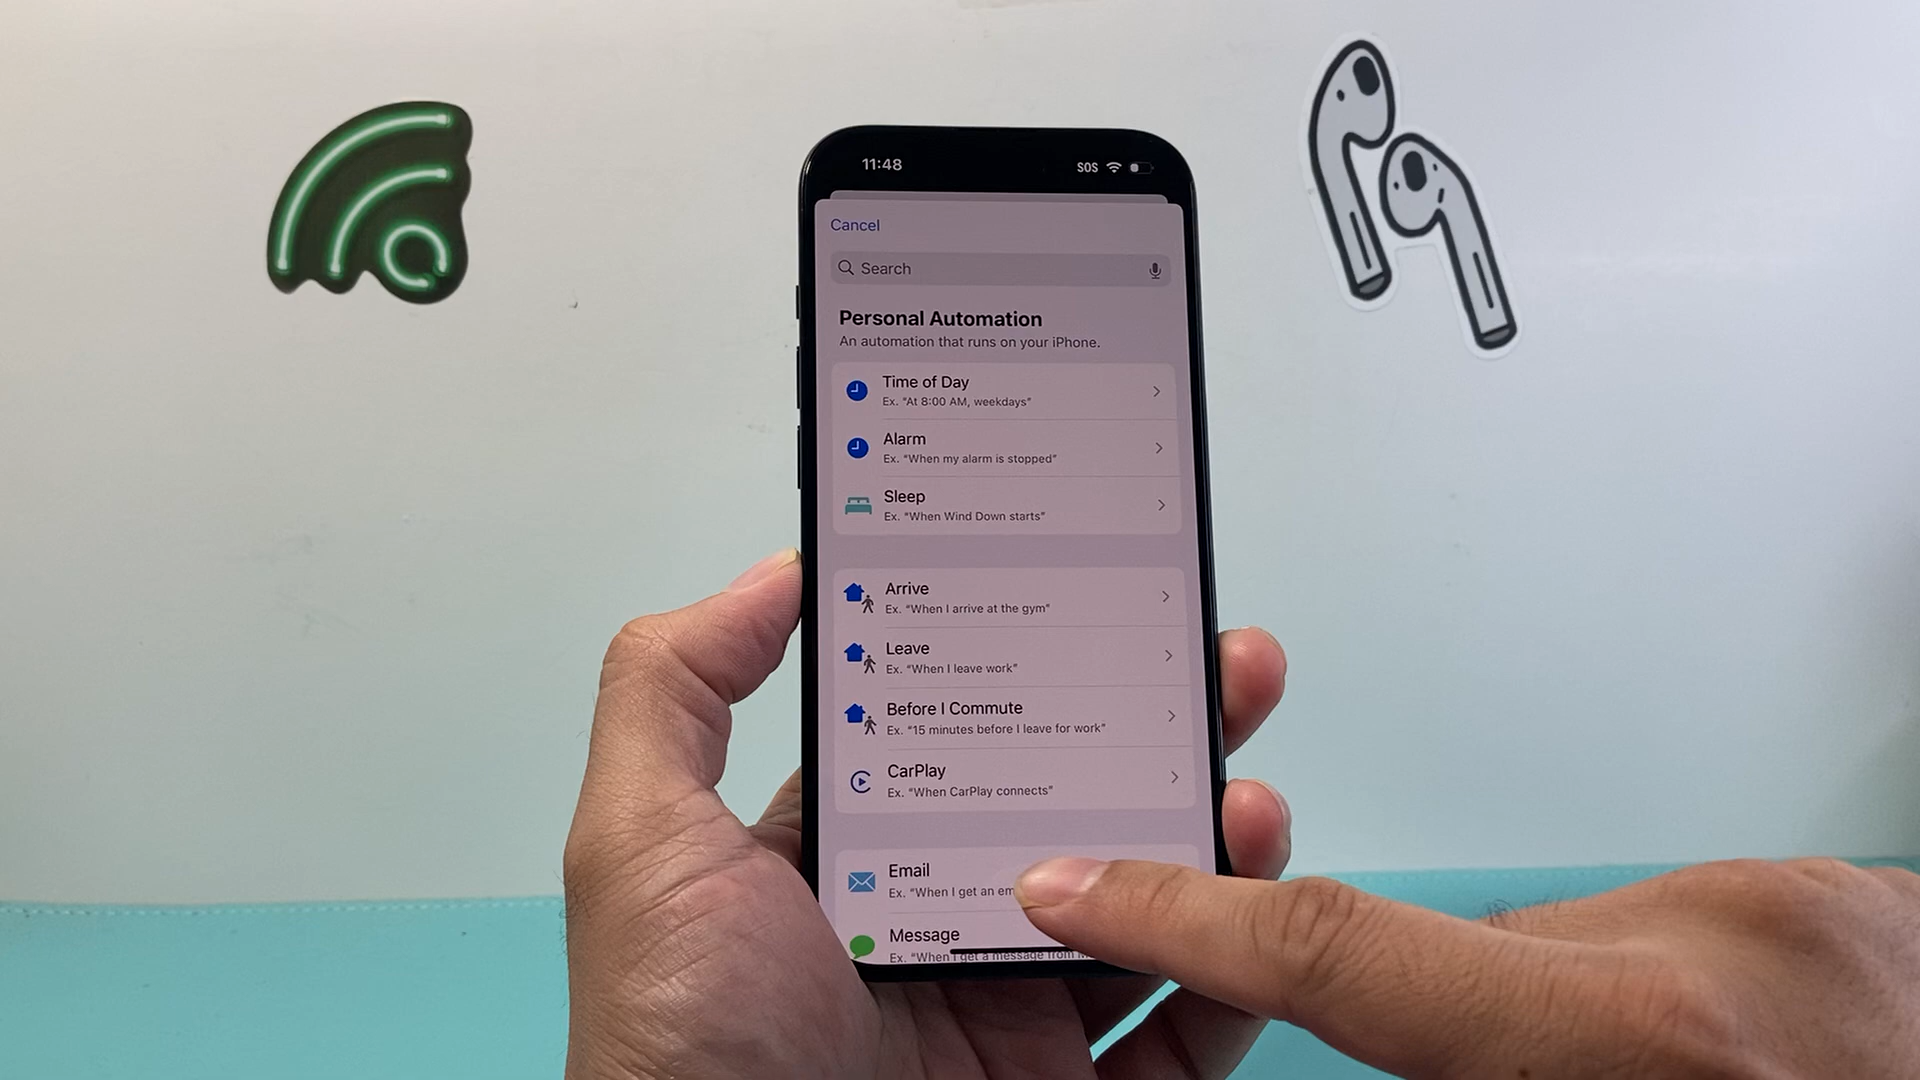 11:48
SOS
Cancel
Search
Personal Automation
An automation that runs on your iPhone.
Time of Day
Ex. "At 8:00 AM, weekdays"
Alarm
Ex. "When my alarm is stopped"
Sleep
Ex. "When Wind Down starts"
Arrive
Ex. "When I arrive at the gym"
Leave
Ex. "When I leave work"
Before I Commute
Ex. "15 minutes before I leave for work"
CarPlay
Ex. "When CarPlay connects"
Email
Ex. "When I get an em
Message
Ex. "When I get a message from M